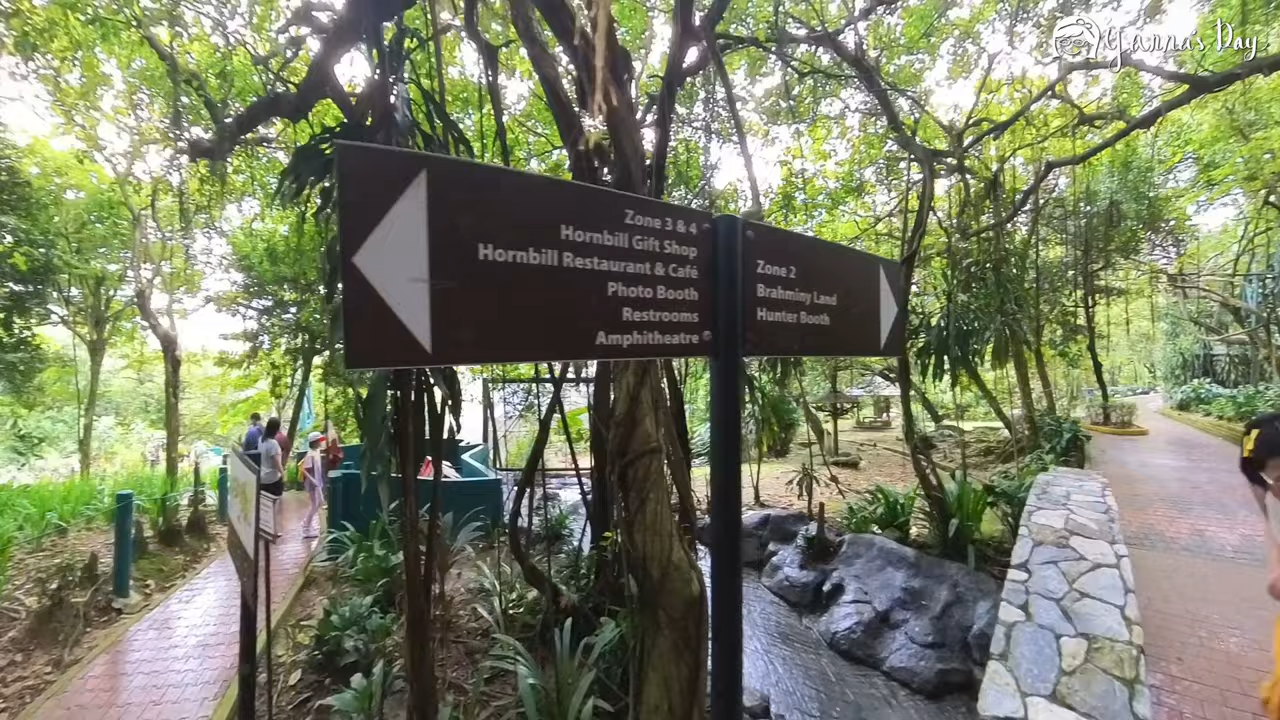 Yanna's Day
Zone 3 & 4
Hornbill Gift Shop
Hornbill Restaurant & Café
Photo Booth
Restrooms
Amphitheatre
Zone 2
Brahminy Land
Hunter Booth